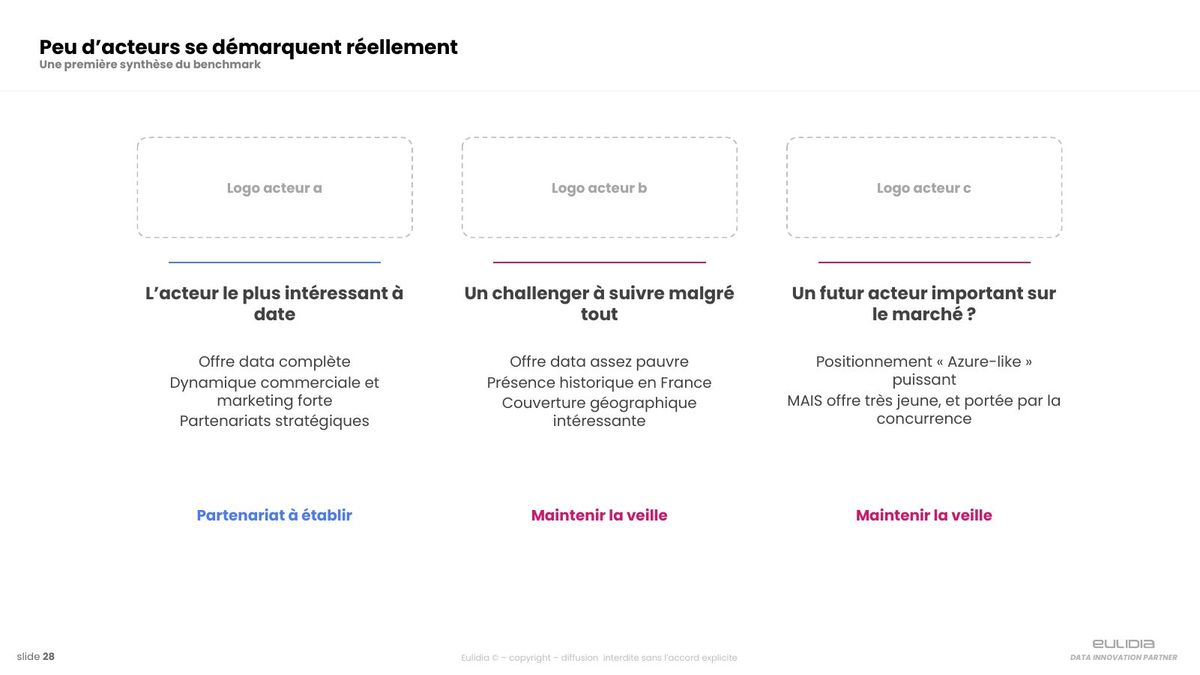 Peu d’acteurs se démarquent réellement
Une première synthèse du benchmark
Logo acteur a
Logo acteur b
Logo acteur c
L’acteur le plus intéressant à
date
Un challenger à suivre malgré
tout
Un futur acteur important sur
le marché ?
Offre data complète
Dynamique commerciale et
marketing forte
Partenariats stratégiques
Offre data assez pauvre
Présence historique en France
Couverture géographique
intéressante
Positionnement « Azure-like »
puissant
MAIS offre très jeune, et portée par la
concurrence
Partenariat à établir
Maintenir la veille
Maintenir la veille
slide 28
Eulidia © – copyright – diffusion  interdite sans l’accord explicite
EULIDIA
DATA INNOVATION PARTNER